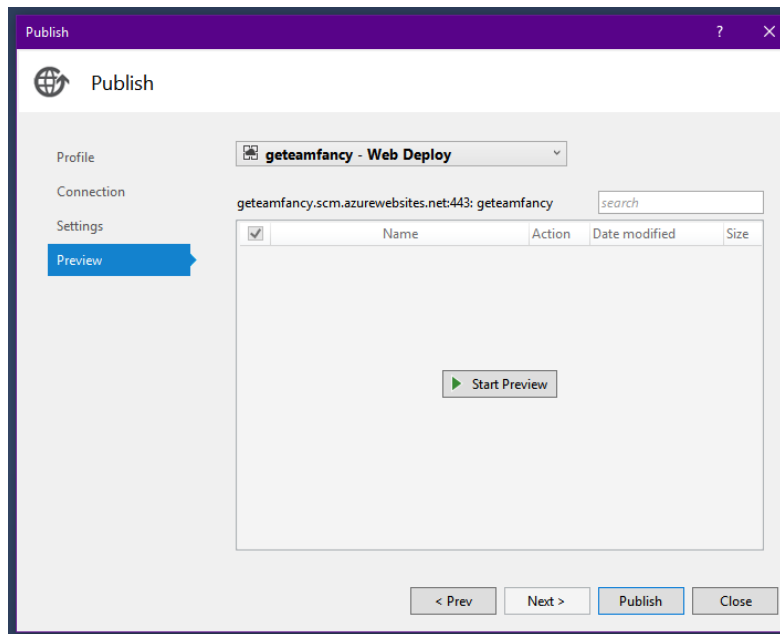 Publish ? ×
Publish
Profile
Connection
Settings
Preview
geteamfancy - Web Deploy
geteamfancy.scm.azurewebsites.net:443: geteamfancy search
Name Action Date modified Size
Start Preview
< Prev Next > Publish Close